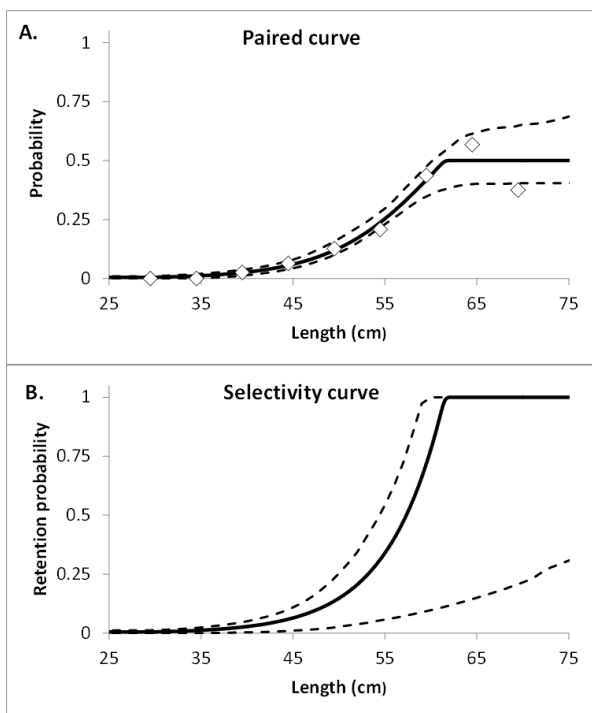 A.
Paired curve
1
0.75
0.5
0.25
0
Probability
25 35 45 55 65 75
Length (cm)
B.
Selectivity curve
1
0.75
0.5
0.25
0
Retention probability
25 35 45 55 65 75
Length (cm)